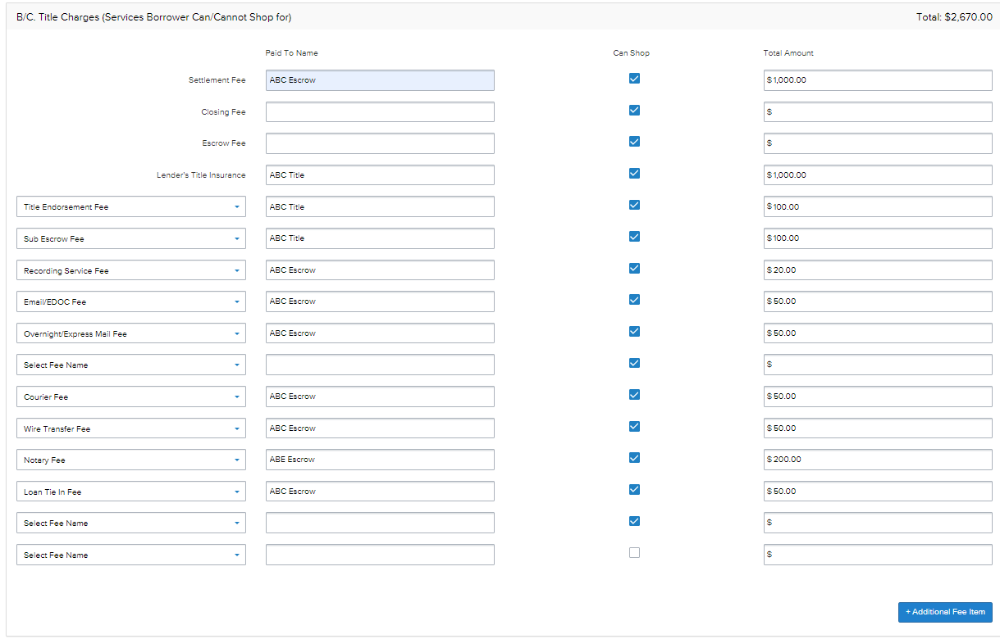 B/C. Title Charges (Services Borrower Can/Cannot Shop for) Total: $2,670.00
Paid To Name Can Shop Total Amount
Settlement Fee ABC Escrow $ 1,000.00
Closing Fee $
Escrow Fee $
Lender's Title Insurance ABC Title $ 1,000.00
Title Endorsement Fee ABC Title $ 100.00
Sub Escrow Fee ABC Title $ 100.00
Recording Service Fee ABC Escrow $ 20.00
Email/EDOC Fee ABC Escrow $ 50.00
Overnight/Express Mail Fee ABC Escrow $ 50.00
Select Fee Name $
Courier Fee ABC Escrow $ 50.00
Wire Transfer Fee ABC Escrow $ 50.00
Notary Fee ABE Escrow $ 200.00
Loan Tie In Fee ABC Escrow $ 50.00
Select Fee Name $
Select Fee Name $
+ Additional Fee Item